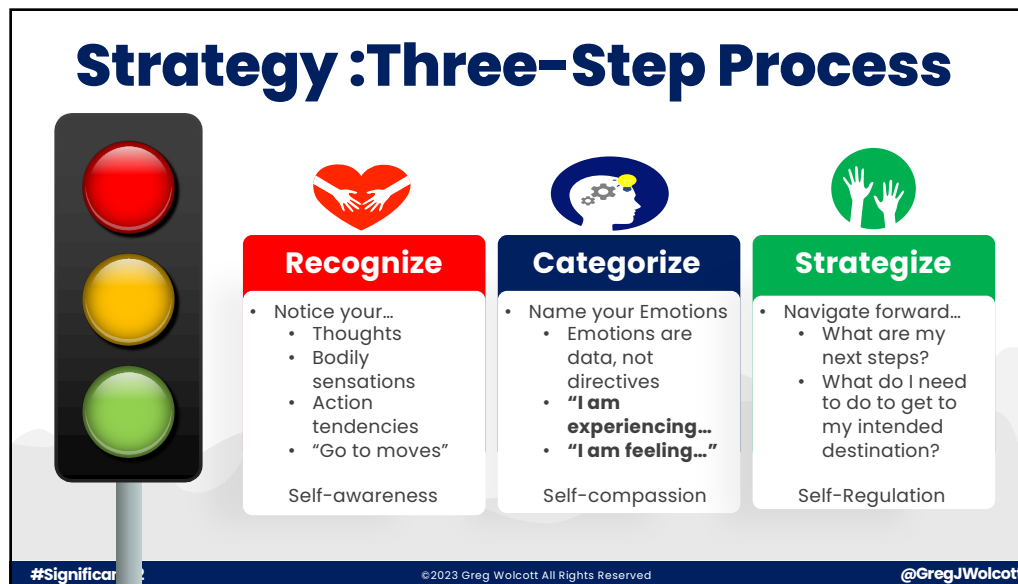 Strategy :Three-Step Process
Recognize
• Notice your…
• Thoughts
• Bodily
sensations
• Action
tendencies
• “Go to moves”
Self-awareness
Categorize
• Name your Emotions
• Emotions are
data, not
directives
• “I am
experiencing…
• “I am feeling…”
Self-compassion
Strategize
• Navigate forward…
• What are my
next steps?
• What do I need
to do to get to
my intended
destination?
Self-Regulation
©2023 Greg Wolcott All Rights Reserved
@GregJWolcott